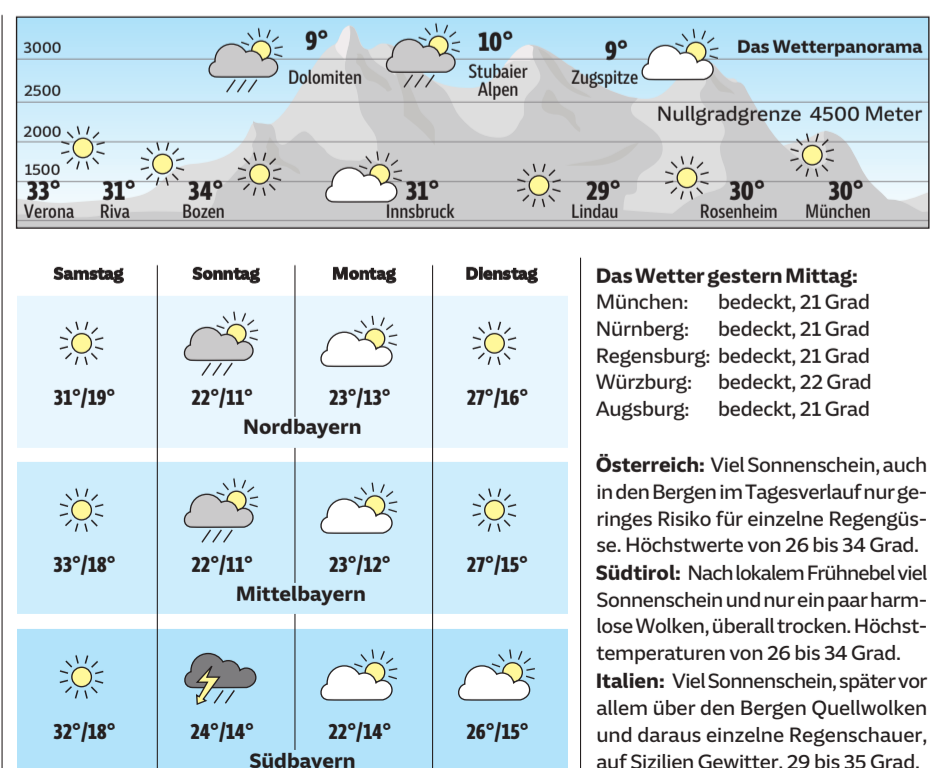 Das Wetterpanorama
3000
2500
2000
1500
9°
Dolomiten
10°
Stubaier
Alpen
9°
Zugspitze
Nullgradgrenze 4500 Meter
33°
Verona
31°
Riva
34°
Bozen
31°
Innsbruck
29°
Lindau
30°
Rosenheim
30°
München
Samstag Sonntag Montag Dienstag
31°/19° 22°/11° 23°/13° 27°/16°
Nordbayern
33°/18° 22°/11° 23°/12° 27°/15°
Mittelbayern
32°/18° 24°/14° 22°/14° 26°/15°
Südbayern
Das Wetter gestern Mittag:
München: bedeckt, 21 Grad
Nürnberg: bedeckt, 21 Grad
Regensburg: bedeckt, 21 Grad
Würzburg: bedeckt, 22 Grad
Augsburg: bedeckt, 21 Grad
Österreich: Viel Sonnenschein, auch
in den Bergen im Tagesverlauf nur ge-
ringes Risiko für einzelne Regengüs-
se. Höchstwerte von 26 bis 34 Grad.
Südtirol: Nach lokalem Frühnebel viel
Sonnenschein und nur ein paar harm-
lose Wolken, überall trocken. Höchst-
temperaturen von 26 bis 34 Grad.
Italien: Viel Sonnenschein, später vor
allem über den Bergen Quellwolken
und daraus einzelne Regenschauer,
auf Sizilien Gewitter. 29 bis 35 Grad.